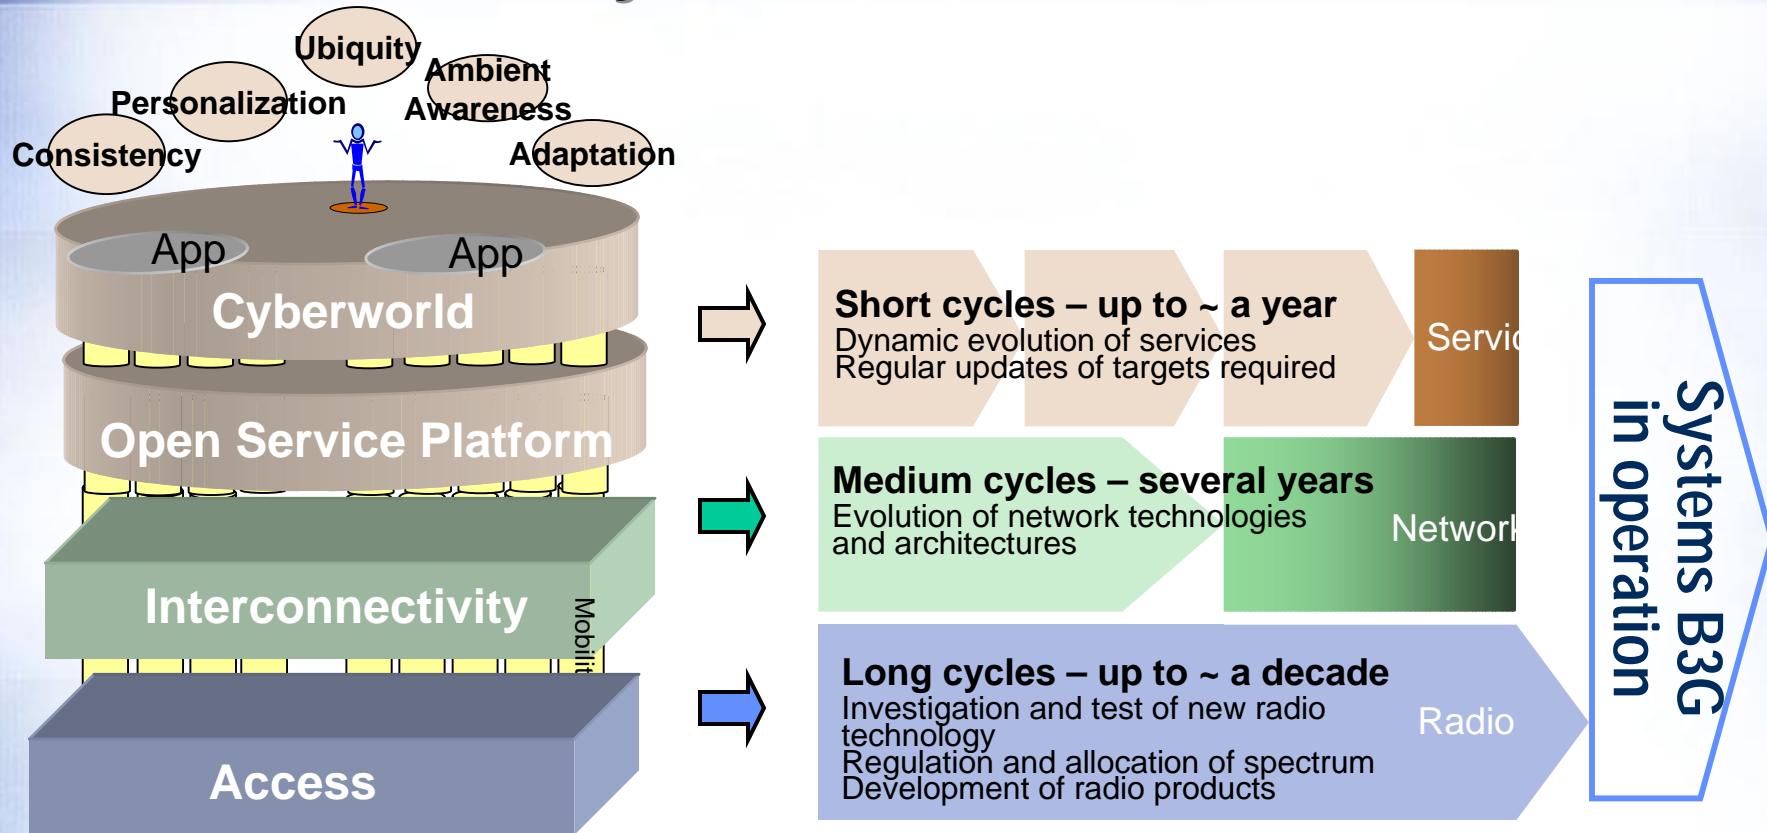 Ubiquity
Ambient
Awareness
Personalization
Consistency
Adaptation
App
App
Cyberworld
Open Service Platform
Interconnectivity
Mobilit
Access
Short cycles – up to ~ a year
Dynamic evolution of services
Regular updates of targets required
Servic
Medium cycles – several years
Evolution of network technologies
and architectures
Network
Long cycles – up to ~ a decade
Investigation and test of new radio
technology
Regulation and allocation of spectrum
Development of radio products
Radio
Systems B3G
in operation